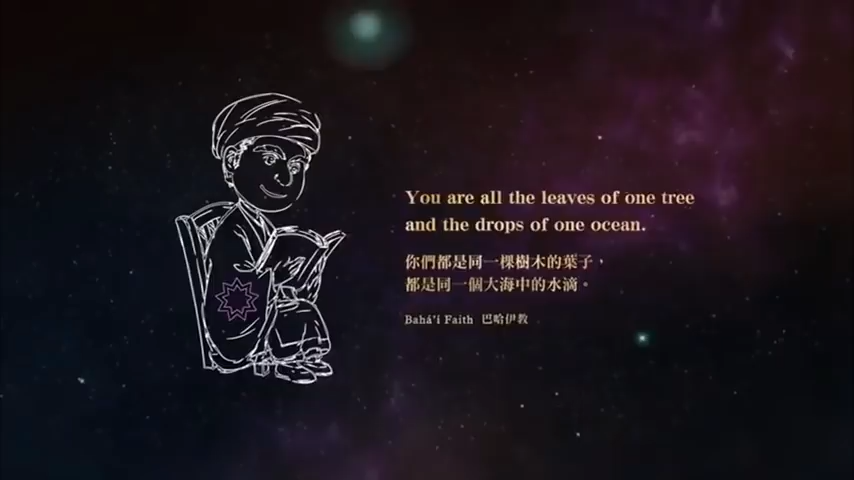 You are all the leaves of one tree
and the drops of one ocean.
你們都是同一棵樹木的葉子，
都是同一個大海中的水滴。
Bahá'í Faith 巴哈伊教